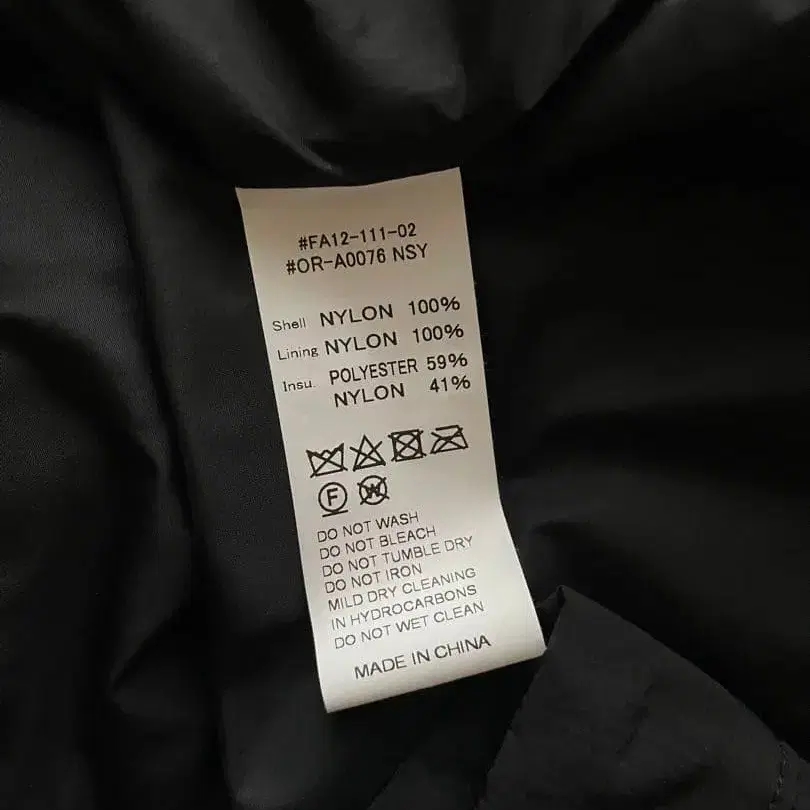 #FA12-111-02
#OR-A0076 NSY
Shell NYLON 100%
Lining NYLON 100%
Insu. POLYESTER 59%
NYLON 41%
F W
DO NOT WASH
DO NOT BLEACH
DO NOT TUMBLE DRY
DO NOT IRON
MILD DRY CLEANING
IN HYDROCARBONS
DO NOT WET CLEAN
MADE IN CHINA